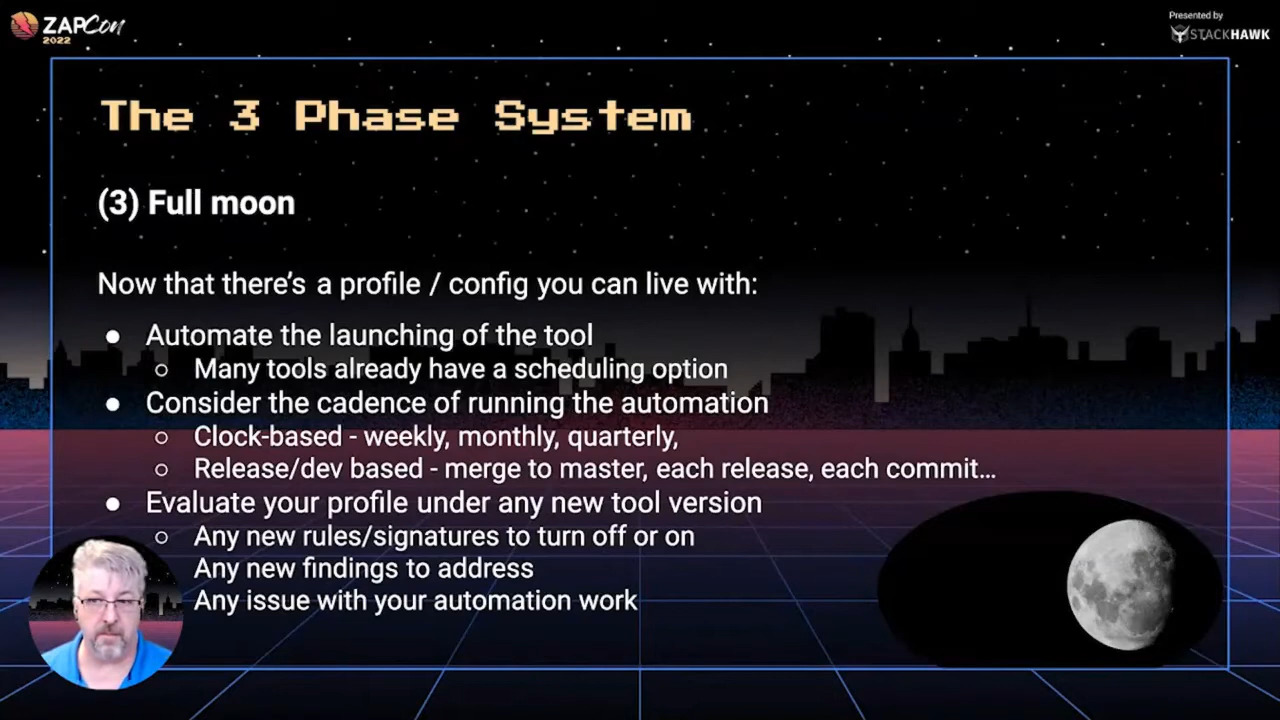 ZAPCon
2022
Presented by
STACKHAWK
The 3 Phase System
(3) Full moon
Now that there's a profile / config you can live with:
● Automate the launching of the tool
○ Many tools already have a scheduling option
● Consider the cadence of running the automation
○ Clock-based - weekly, monthly, quarterly,
○ Release/dev based - merge to master, each release, each commit…
● Evaluate your profile under any new tool version
○ Any new rules/signatures to turn off or on
Any new findings to address
Any issue with your automation work